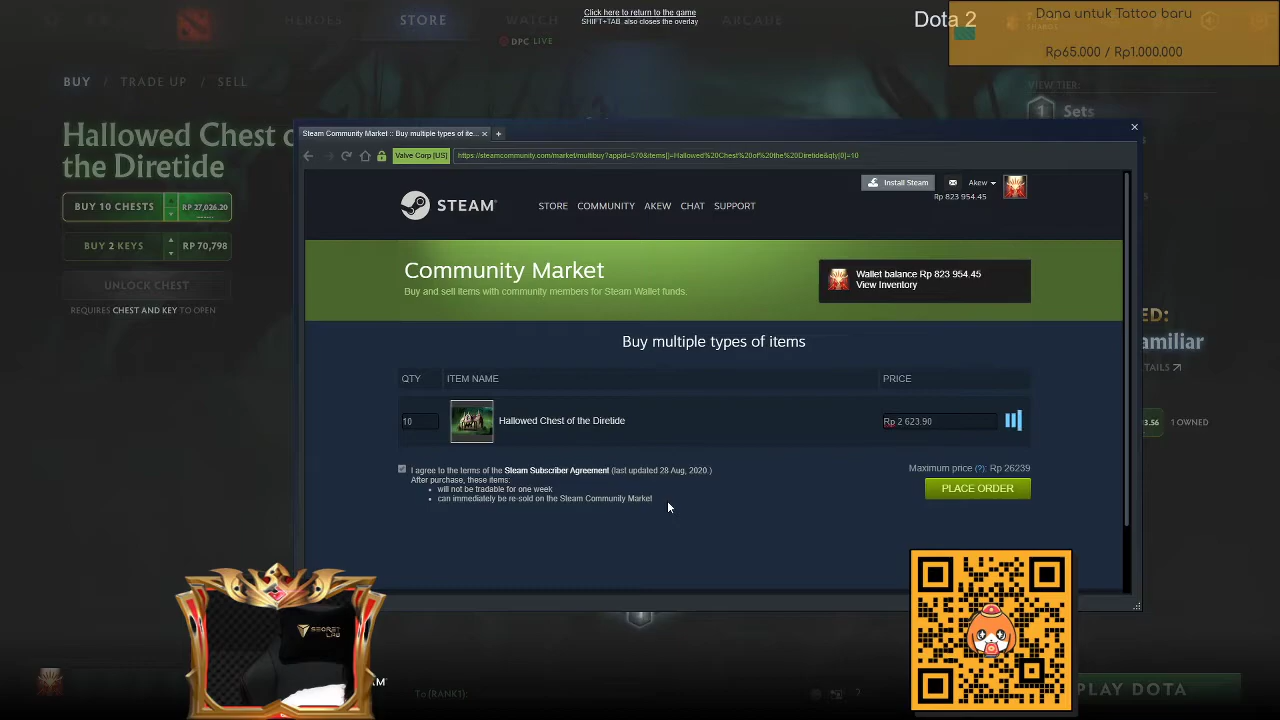 Click here to return to the game
SHIFT+TAB also closes the overlay
Dota 2
Dana untuk Tattoo baru
Rp65.000 / Rp1.000.000
HEROES
STORE
WATCH
ARCADE
DPC LIVE
BUY
TRADE UP
SELL
VIEW TIER:
1 Sets
Hallowed Chest
the Diretide
BUY 10 CHESTS
RP 27,026.20
BUY 2 KEYS
RP 70,798
UNLOCK CHEST
REQUIRES CHEST AND KEY TO OPEN
Steam Community Market :: Buy multiple types of ite...
Valve Corp [US]
https://steamcommunity.com/market/multibuy?appid=570&items[]=Hallowed%20Chest%20of%20the%20Diretide&qty[0]=10
Install Steam
Akew
Rp 823 954.45
STEAM
STORE
COMMUNITY
AKEW
CHAT
SUPPORT
Community Market
Buy and sell items with community members for Steam Wallet funds.
Wallet balance Rp 823 954.45
View Inventory
Buy multiple types of items
QTY
ITEM NAME
PRICE
10
Hallowed Chest of the Diretide
Rp 2 623.90
I agree to the terms of the Steam Subscriber Agreement (last updated 28 Aug, 2020.)
After purchase, these items:
will not be tradable for one week
can immediately be re-sold on the Steam Community Market
Maximum price (?): Rp 26239
PLACE ORDER
ED:
amiliar
ETAILS
3.56
1 OWNED
SECRET
LAB
To (RANK1):
?
PLAY DOTA